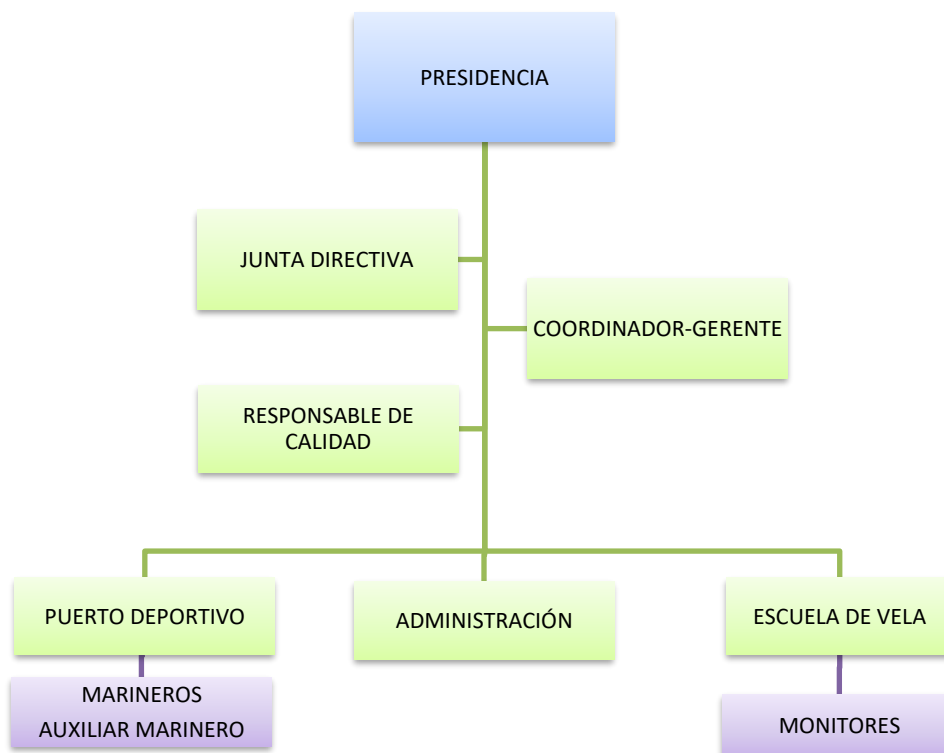 PRESIDENCIA
JUNTA DIRECTIVA
COORDINADOR-GERENTE
RESPONSABLE DE
CALIDAD
PUERTO DEPORTIVO
ADMINISTRACIÓN
ESCUELA DE VELA
MARINEROS
AUXILIAR MARINERO
MONITORES